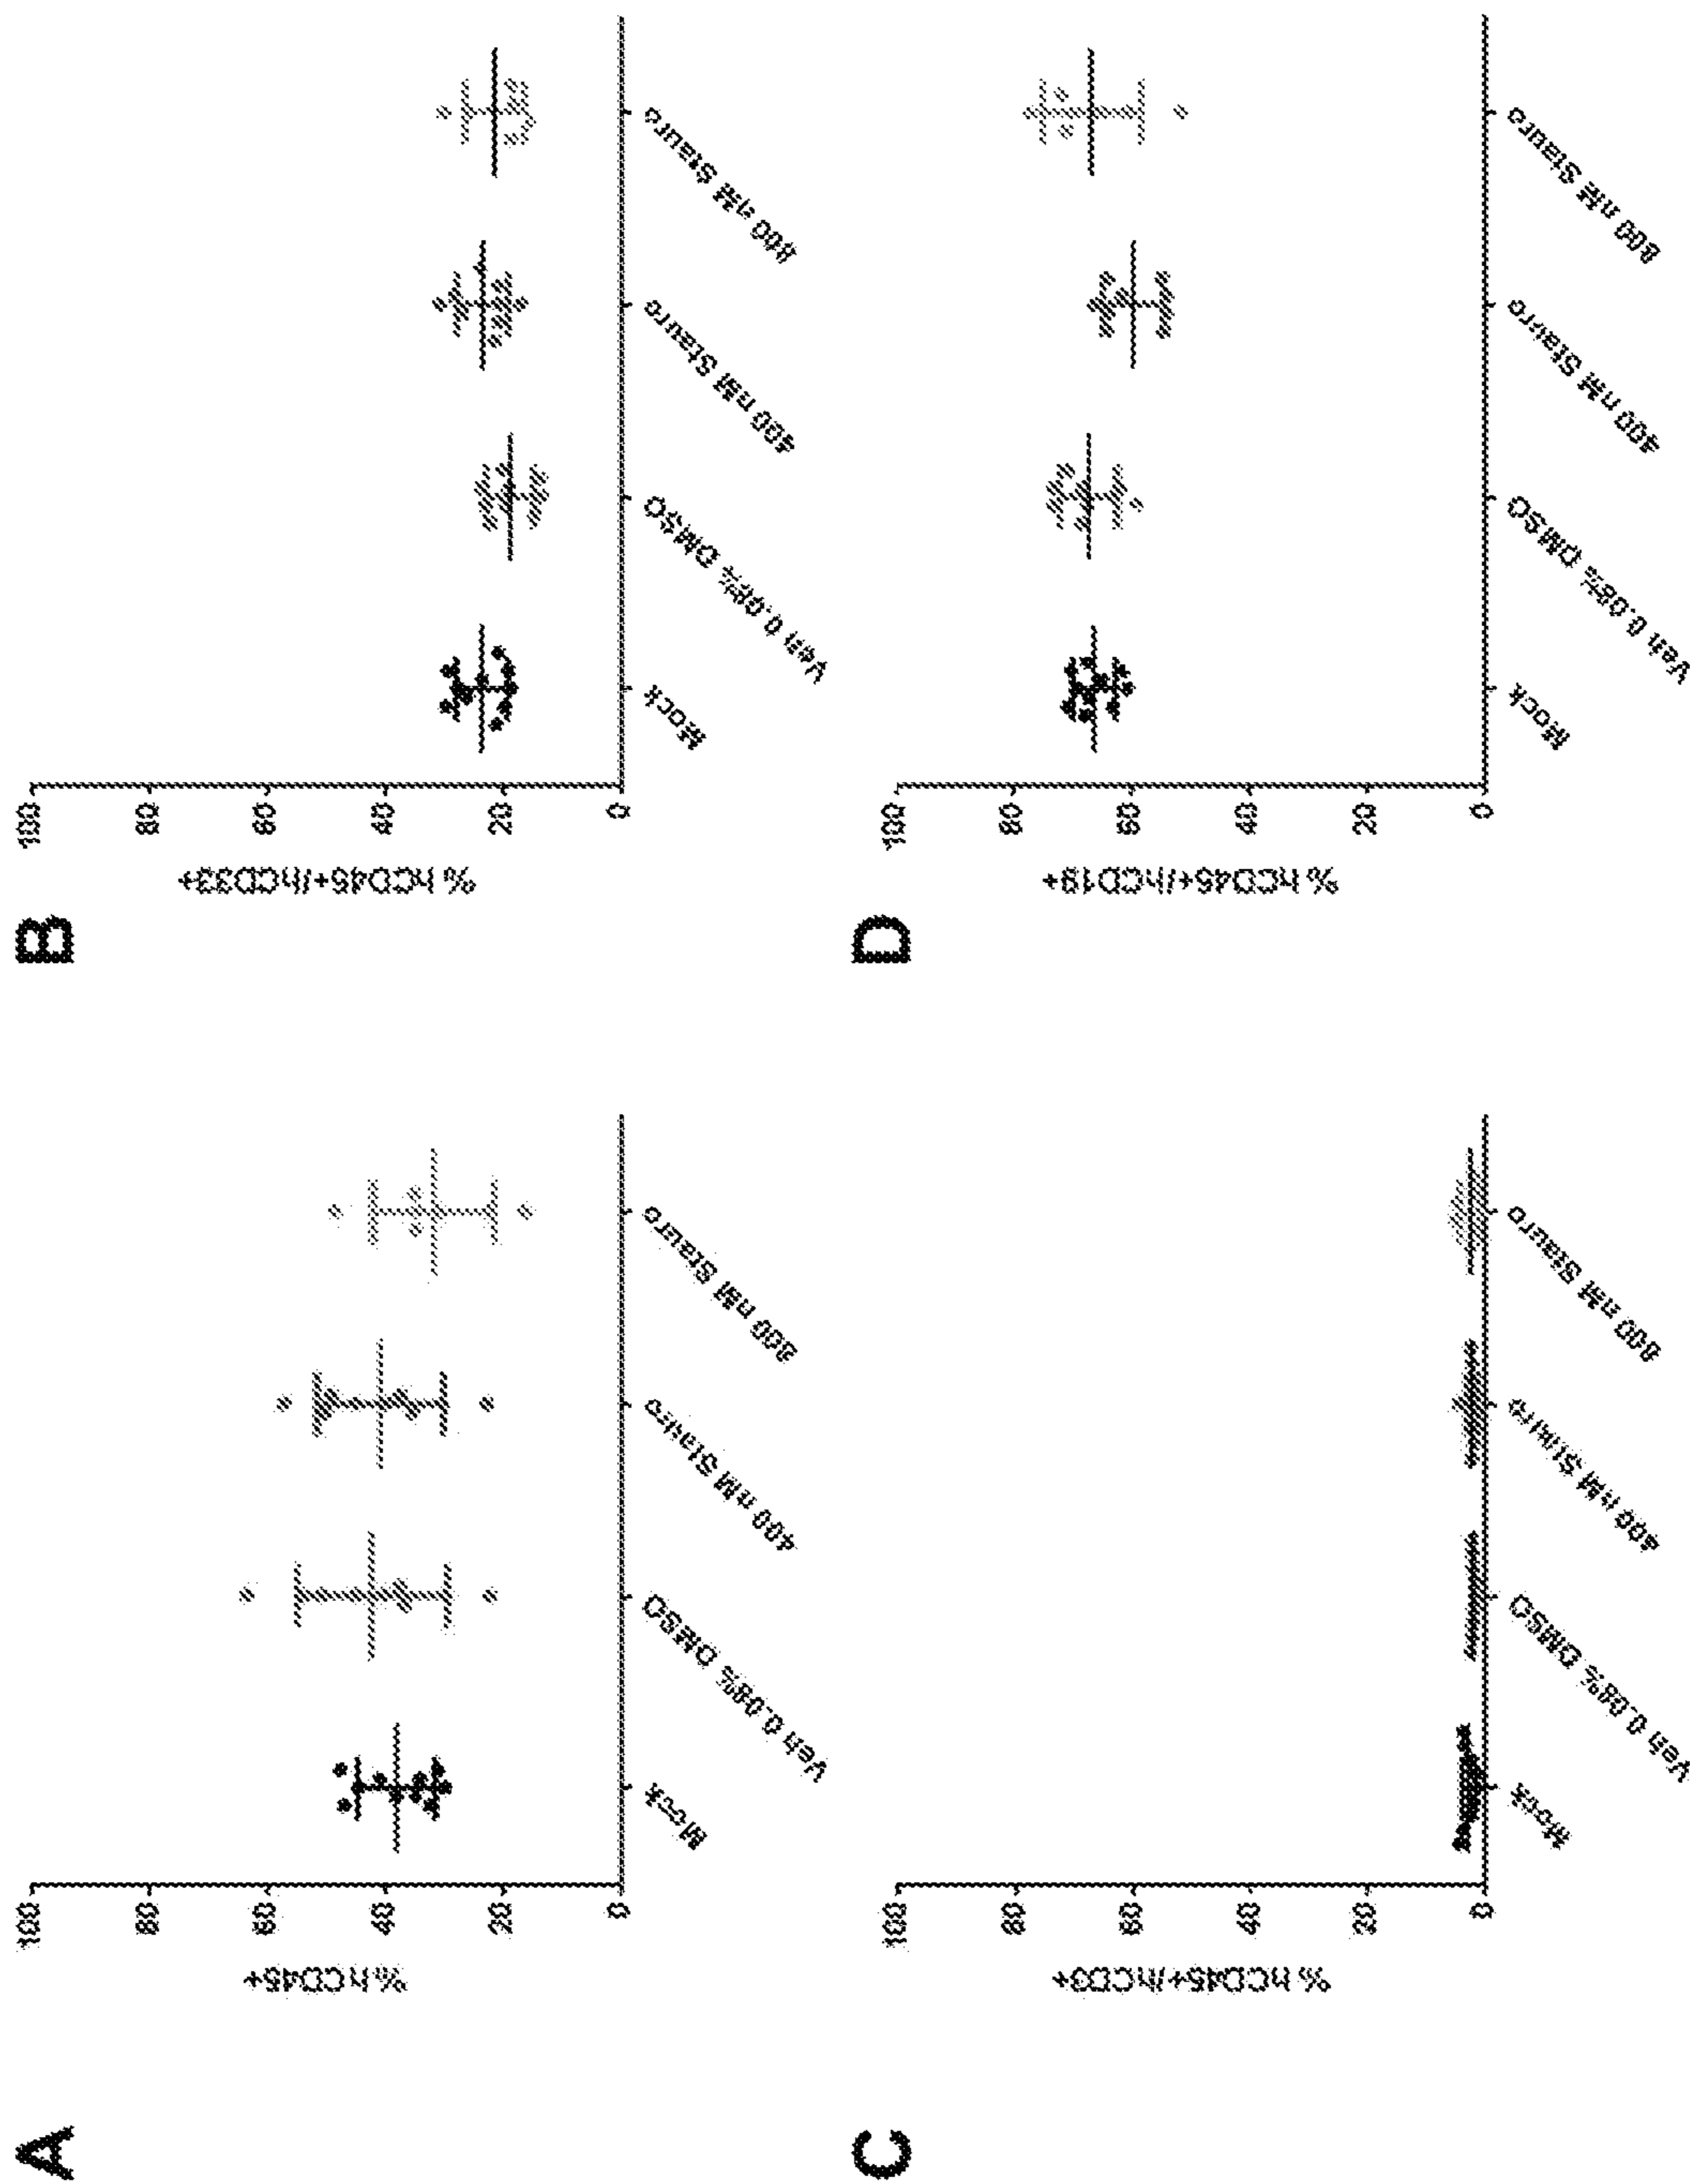 A
% hCD45+
100
80
60
40
20
0
Mock
Veh 0.08% DMSO
400 nM Stauro
800 nM Stauro
B
% hCD45+/hCD33+
100
80
60
40
20
0
Mock
Veh 0.08% DMSO
400 nM Stauro
800 nM Stauro
C
% hCD45+/hCD3+
100
80
60
40
20
0
Mock
Veh 0.08% DMSO
400 nM Stauro
800 nM Stauro
D
% hCD45+/hCD19+
100
80
60
40
20
0
Mock
Veh 0.08% DMSO
400 nM Stauro
800 nM Stauro